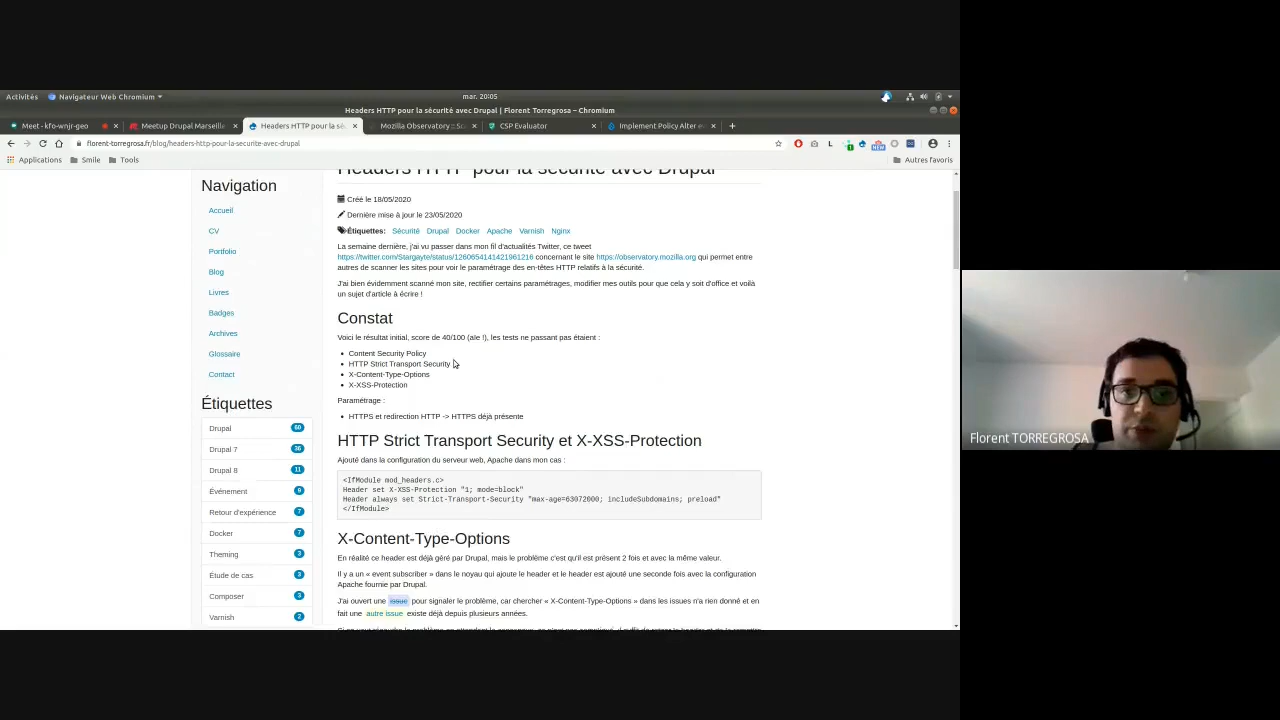 Activités
Navigateur Web Chromium
mar. 20:05
Headers HTTP pour la sécurité avec Drupal | Florent Torregrosa – Chromium
Meet - kfo-wnjr-geo
Meetup Drupal Marseill
Headers HTTP pour la sé
Mozilla Observatory :: Sc
CSP Evaluator
Implement Policy Alter e
florent-torregrosa.fr/blog/headers-http-pour-la-securite-avec-drupal
Applications
Smile
Tools
Autres favoris
Headers HTTP pour la sécurité avec Drupal
Navigation
Accueil
CV
Portfolio
Blog
Livres
Badges
Archives
Glossaire
Contact
Étiquettes
Drupal 60
Drupal 7 36
Drupal 8 11
Événement 9
Retour d'expérience 7
Docker 7
Theming 3
Étude de cas 3
Composer 3
Varnish 2
Créé le 18/05/2020
Dernière mise à jour le 23/05/2020
Étiquettes: Sécurité Drupal Docker Apache Varnish Nginx
La semaine dernière, j'ai vu passer dans mon fil d'actualités Twitter, ce tweet
https://twitter.com/Stargayte/status/1260654141421961216 concernant le site https://observatory.mozilla.org qui permet entre
autres de scanner les sites pour voir le paramétrage des en-têtes HTTP relatifs à la sécurité.
J'ai bien évidemment scanné mon site, rectifier certains paramétrages, modifier mes outils pour que cela y soit d'office et voilà
un sujet d'article à écrire !
Constat
Voici le résultat initial, score de 40/100 (aïe !), les tests ne passant pas étaient :
Content Security Policy
HTTP Strict Transport Security
X-Content-Type-Options
X-XSS-Protection
Paramétrage :
HTTPS et redirection HTTP -> HTTPS déjà présente
HTTP Strict Transport Security et X-XSS-Protection
Ajouté dans la configuration du serveur web, Apache dans mon cas :
<IfModule mod_headers.c>
Header set X-XSS-Protection "1; mode=block"
Header always set Strict-Transport-Security "max-age=63072000; includeSubdomains; preload"
</IfModule>
X-Content-Type-Options
En réalité ce header est déjà géré par Drupal, mais le problème c'est qu'il est présent 2 fois et avec la même valeur.
Il y a un « event subscriber » dans le noyau qui ajoute le header et le header est ajouté une seconde fois avec la configuration
Apache fournie par Drupal.
J'ai ouvert une issue pour signaler le problème, car chercher « X-Content-Type-Options » dans les issues n'a rien donné et en
fait une autre issue existe déjà depuis plusieurs années.
Florent TORREGROSA